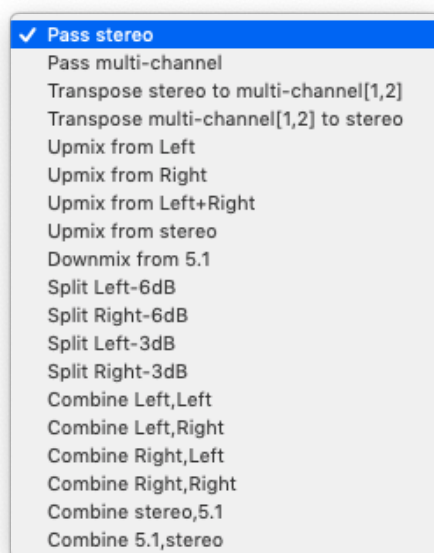 Pass stereo
Pass multi-channel
Transpose stereo to multi-channel[1,2]
Transpose multi-channel[1,2] to stereo
Upmix from Left
Upmix from Right
Upmix from Left+Right
Upmix from stereo
Downmix from 5.1
Split Left-6dB
Split Right-6dB
Split Left-3dB
Split Right-3dB
Combine Left,Left
Combine Left,Right
Combine Right,Left
Combine Right,Right
Combine stereo,5.1
Combine 5.1,stereo